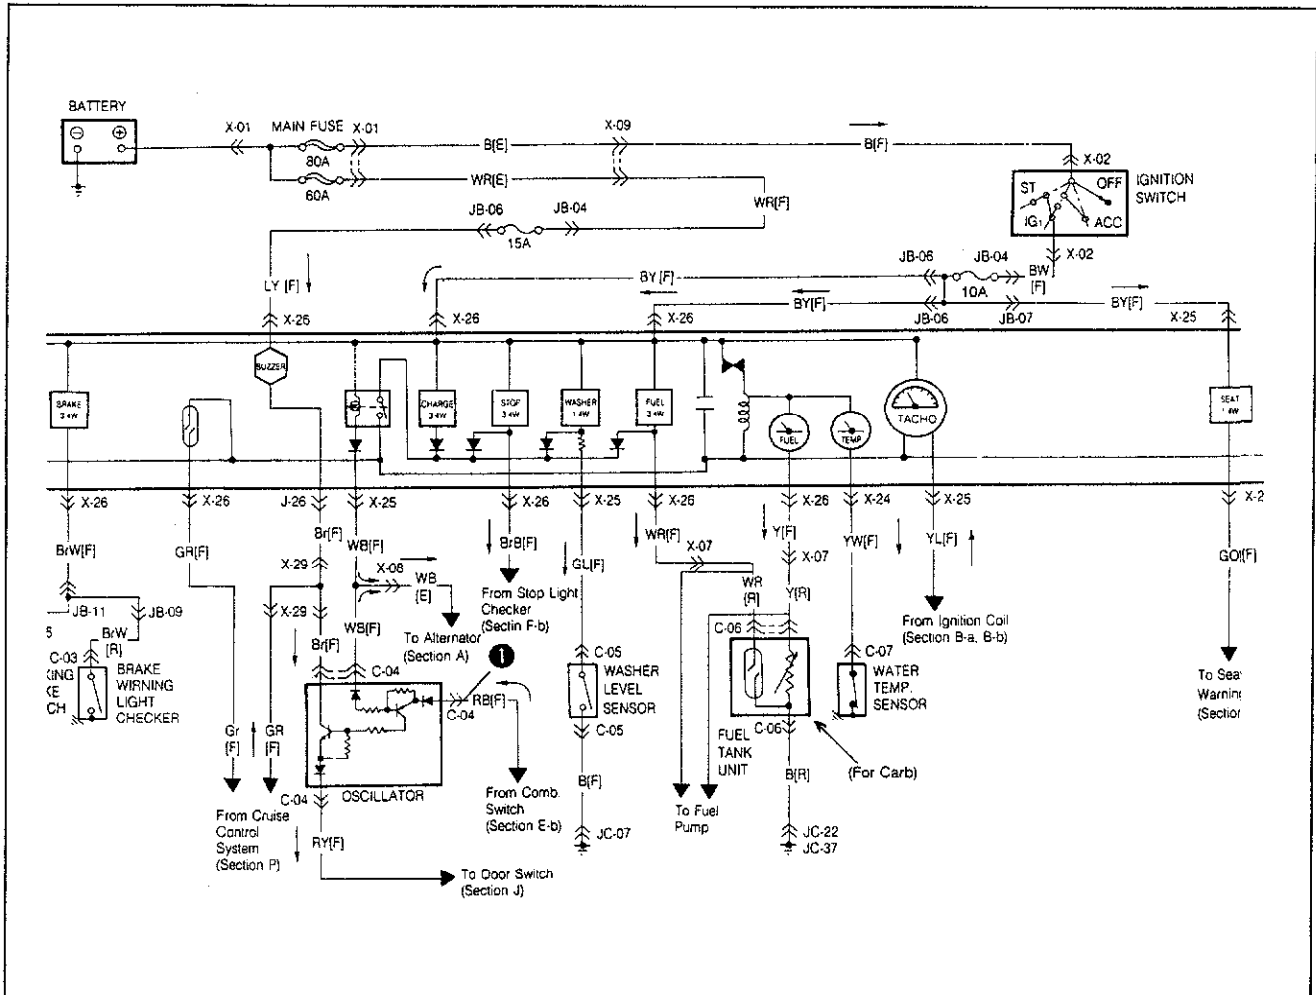 BATTERY
X-01
MAIN FUSE
X-01
X-09
80A
B[E]
B[F]
X-02
60A
WR[E]
WR[F]
ST
OFF
IGNITION
SWITCH
IG1
ACC
JB-06
JB-04
15A
X-02
LY [F]
BY [F]
JB-06
JB-04
BW
[F]
10A
BY[F]
BY[F]
JB-06
JB-07
X-26
X-26
X-26
X-25
BUZZER
BRAKE
3.4W
CHARGE
3.4W
STOP
3.4W
WASHER
1.4W
FUEL
3.4W
FUEL
TEMP
TACHO
SEAT
1.4W
X-26
X-26
J-26
X-25
X-26
X-25
X-26
X-26
X-24
X-25
X-2
BrW[F]
GR[F]
Br[F]
WB[F]
BrB[F]
GL[F]
WR[F]
Y[F]
YW[F]
YL[F]
X-29
X-08
WB
[E]
X-07
X-07
WR
[R]
Y[R]
JB-11
JB-09
X-29
WB[F]
Br[F]
From Stop Light
Checker
(Sectin F-b)
To Alternator
(Section A)
1
From Ignition Coil
(Section B-a, B-b)
C-06
BrW
[R]
C-03
KING
KE
TCH
BRAKE
WIRNING
LIGHT
CHECKER
C-04
C-04
RB[F]
C-05
WASHER
LEVEL
SENSOR
C-05
C-07
WATER
TEMP.
SENSOR
To Sea
Warning
(Section
Gr
[F]
GR
[F]
C-06
FUEL
TANK
UNIT
(For Carb)
B[R]
B[F]
OSCILLATOR
C-04
From Comb.
Switch
(Section E-b)
From Cruise
Control
System
(Section P)
RY[F]
To Fuel
Pump
JC-07
JC-22
JC-37
To Door Switch
(Section J)